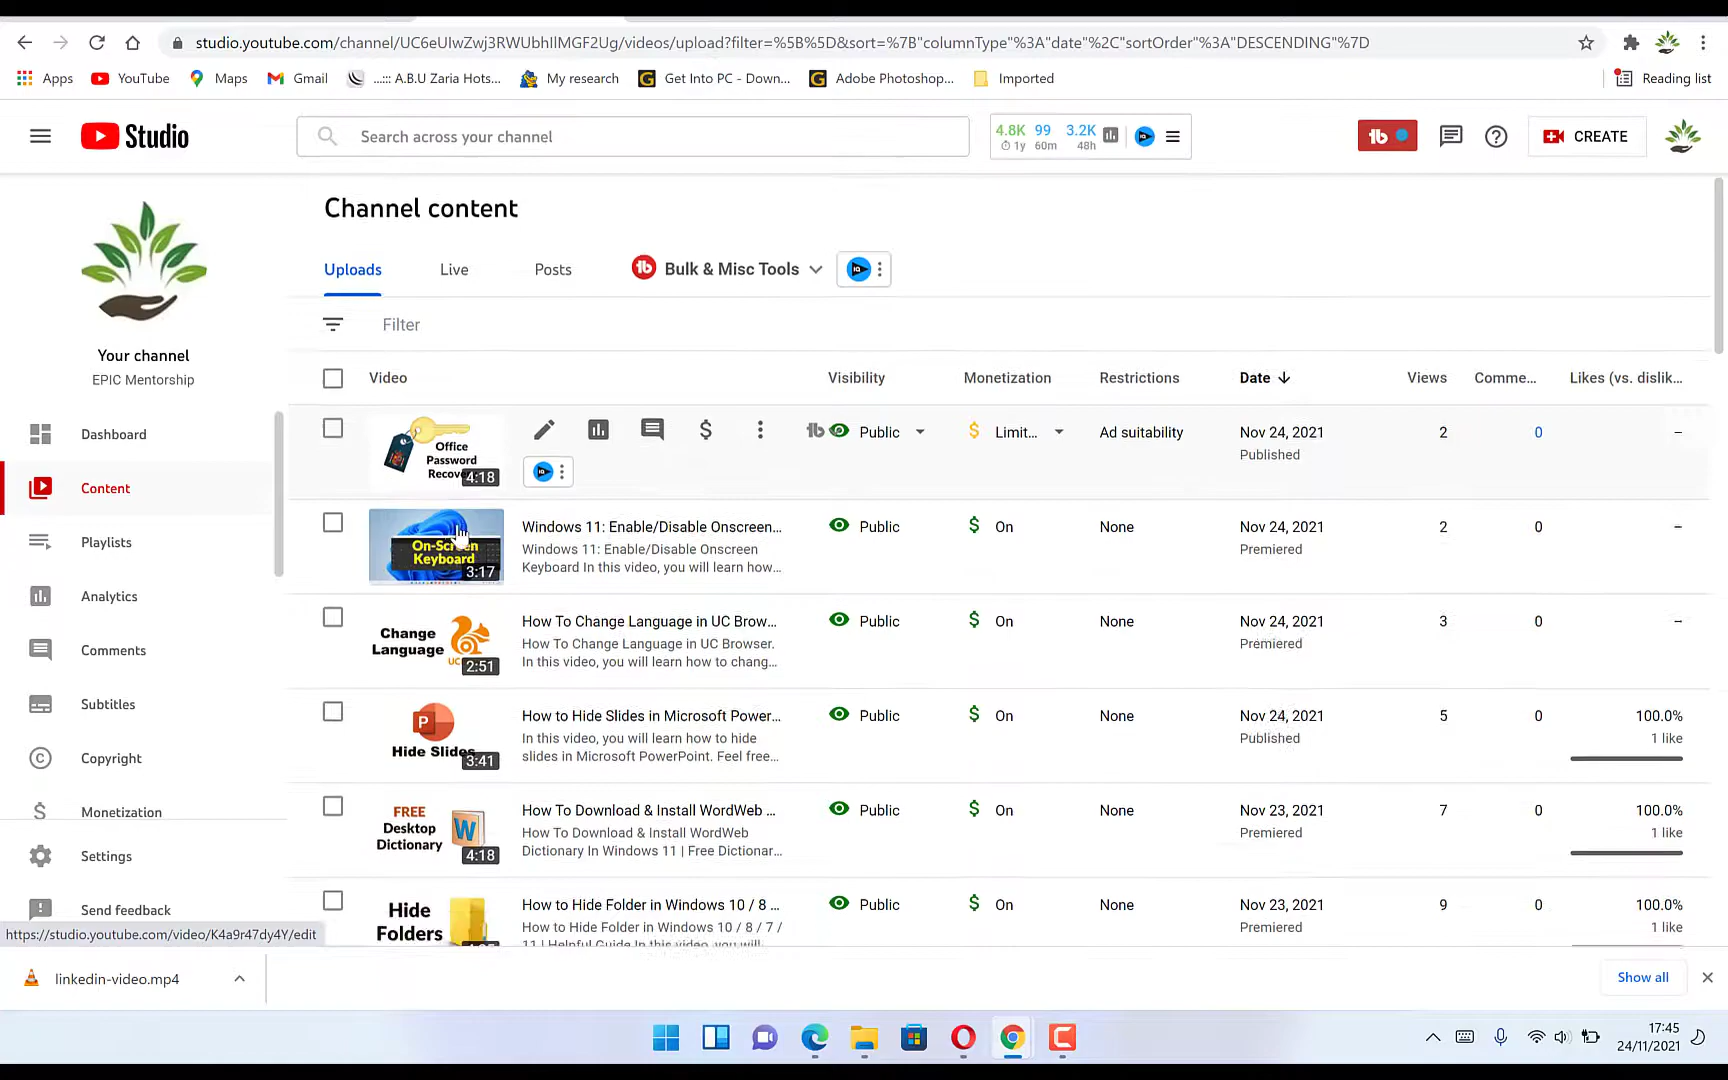 studio.youtube.com/channel/UC6eUIwZwj3RWUbhIlMGF2Ug/videos/upload?filter=%5B%5D&sort=%7B"columnType"%3A"date"%2C"sortOrder"%3A"DESCENDING"%7D
Apps YouTube Maps Gmail ...::: A.B.U Zaria Hots... My research Get Into PC - Down... Adobe Photoshop... Imported Reading list
Studio Search across your channel 4.8K 99 3.2K CREATE
1y 60m 48h
Channel content
Uploads Live Posts Bulk & Misc Tools
Filter
Your channel
EPIC Mentorship
Dashboard
Content
Playlists
Analytics
Comments
Subtitles
Copyright
Monetization
Settings
Send feedback
Video Visibility Monetization Restrictions Date Views Comme... Likes (vs. dislik...
Office
Password
Recove
4:18
Public Limit... Ad suitability Nov 24, 2021 2 0 –
Published
On-Screen
Keyboard
3:17
Windows 11: Enable/Disable Onscreen... Public On None Nov 24, 2021 2 0 –
Windows 11: Enable/Disable Onscreen Premiered
Keyboard In this video, you will learn how...
Change
Language
UC
2:51
How To Change Language in UC Brow... Public On None Nov 24, 2021 3 0 –
How To Change Language in UC Browser. Premiered
In this video, you will learn how to chang...
P
Hide Slides
3:41
How to Hide Slides in Microsoft Power... Public On None Nov 24, 2021 5 0 100.0%
In this video, you will learn how to hide Published 1 like
slides in Microsoft PowerPoint. Feel free...
FREE
Desktop
Dictionary
W
4:18
How To Download & Install WordWeb ... Public On None Nov 23, 2021 7 0 100.0%
How To Download & Install WordWeb Premiered 1 like
Dictionary In Windows 11 | Free Dictionar...
Hide
Folders
How to Hide Folder in Windows 10 / 8 ... Public On None Nov 23, 2021 9 0 100.0%
How to Hide Folder in Windows 10 / 8 / 7 / Premiered 1 like
11 | Helpful Guide In this video, you will
https://studio.youtube.com/video/K4a9r47dy4Y/edit
linkedin-video.mp4 Show all
17:45
24/11/2021